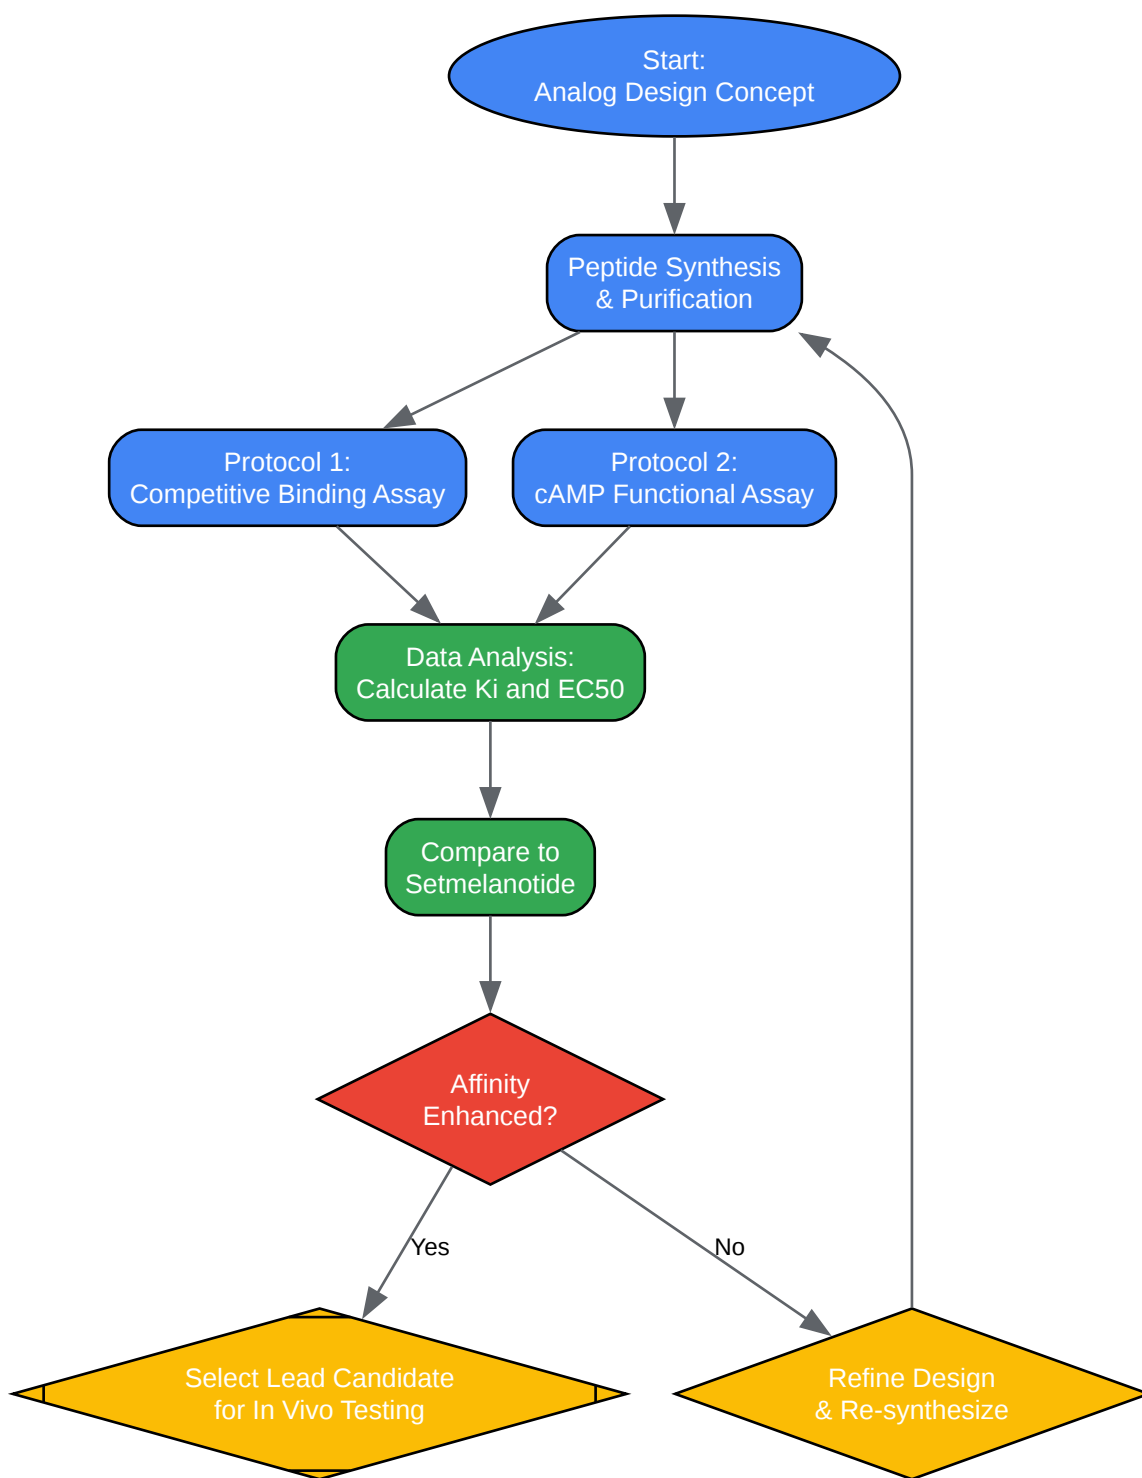 Start:
Analog Design Concept
Peptide Synthesis
& Purification
Protocol 1:
Competitive Binding Assay
Protocol 2:
cAMP Functional Assay
Data Analysis:
Calculate Ki and EC50
Compare to
Setmelanotide
Affinity
Enhanced?
Yes
No
Select Lead Candidate
for In Vivo Testing
Refine Design
& Re-synthesize